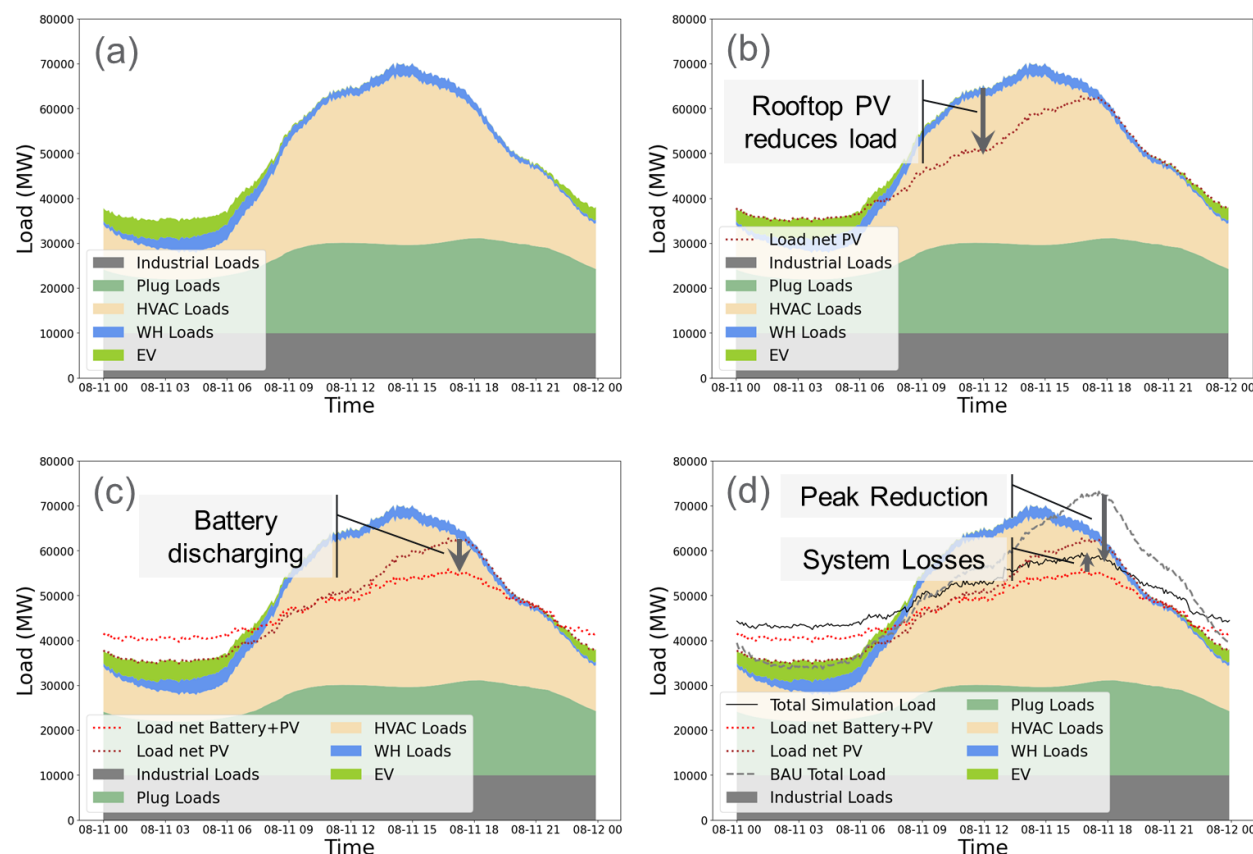 (a)
80000
70000
60000
50000
40000
30000
20000
10000
0
Load (MW)
Industrial Loads
Plug Loads
HVAC Loads
WH Loads
EV
08-11 00 08-11 03 08-11 06 08-11 09 08-11 12 08-11 15 08-11 18 08-11 21 08-12 00
Time
(b)
80000
70000
60000
50000
40000
30000
20000
10000
0
Load (MW)
Rooftop PV
reduces load
Load net PV
Industrial Loads
Plug Loads
HVAC Loads
WH Loads
EV
08-11 00 08-11 03 08-11 06 08-11 09 08-11 12 08-11 15 08-11 18 08-11 21 08-12 00
Time
(c)
80000
70000
60000
50000
40000
30000
20000
10000
0
Load (MW)
Battery
discharging
Load net Battery+PV
Load net PV
Industrial Loads
Plug Loads
HVAC Loads
WH Loads
EV
08-11 00 08-11 03 08-11 06 08-11 09 08-11 12 08-11 15 08-11 18 08-11 21 08-12 00
Time
(d)
80000
70000
60000
50000
40000
30000
20000
10000
0
Load (MW)
Peak Reduction
System Losses
Total Simulation Load
Load net Battery+PV
Load net PV
BAU Total Load
Industrial Loads
Plug Loads
HVAC Loads
WH Loads
EV
08-11 00 08-11 03 08-11 06 08-11 09 08-11 12 08-11 15 08-11 18 08-11 21 08-12 00
Time